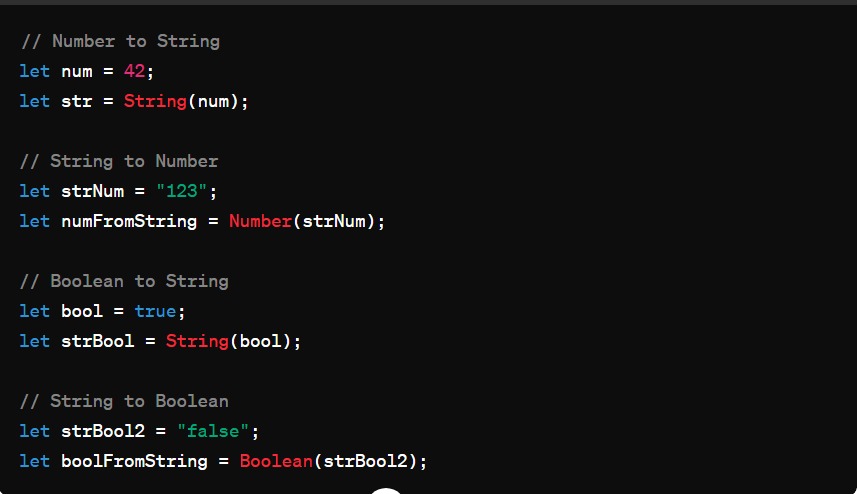 // Number to String
let num = 42;
let str = String(num);
// String to Number
let strNum = "123";
let numFromString = Number(strNum);
// Boolean to String
let bool = true;
let strBool = String(bool);
// String to Boolean
let strBool2 = "false";
let boolFromString = Boolean(strBool2);